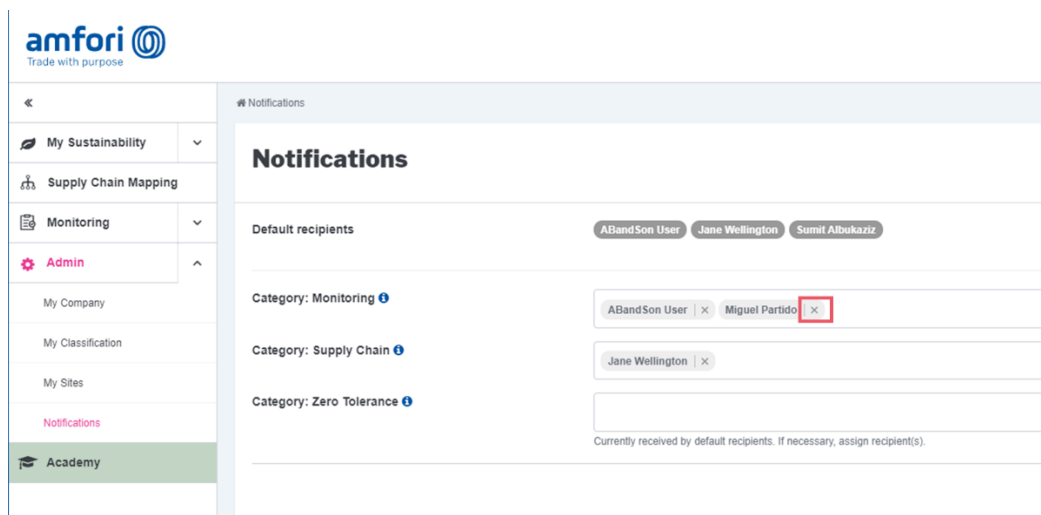 amfori
Trade with purpose
«
Notifications
My Sustainability
Notifications
Supply Chain Mapping
Monitoring
Default recipients
ABandSon User
Jane Wellington
Sumit Albukaziz
Admin
My Company
Category: Monitoring
ABandSon User ×
Miguel Partido ×
My Classification
Category: Supply Chain
Jane Wellington ×
My Sites
Category: Zero Tolerance
Notifications
Currently received by default recipients. If necessary, assign recipient(s).
Academy